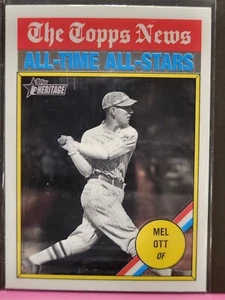 The Topps News
ALL-TIME ALL-STARS
Topps
HERITAGE
MEL
OTT
OF